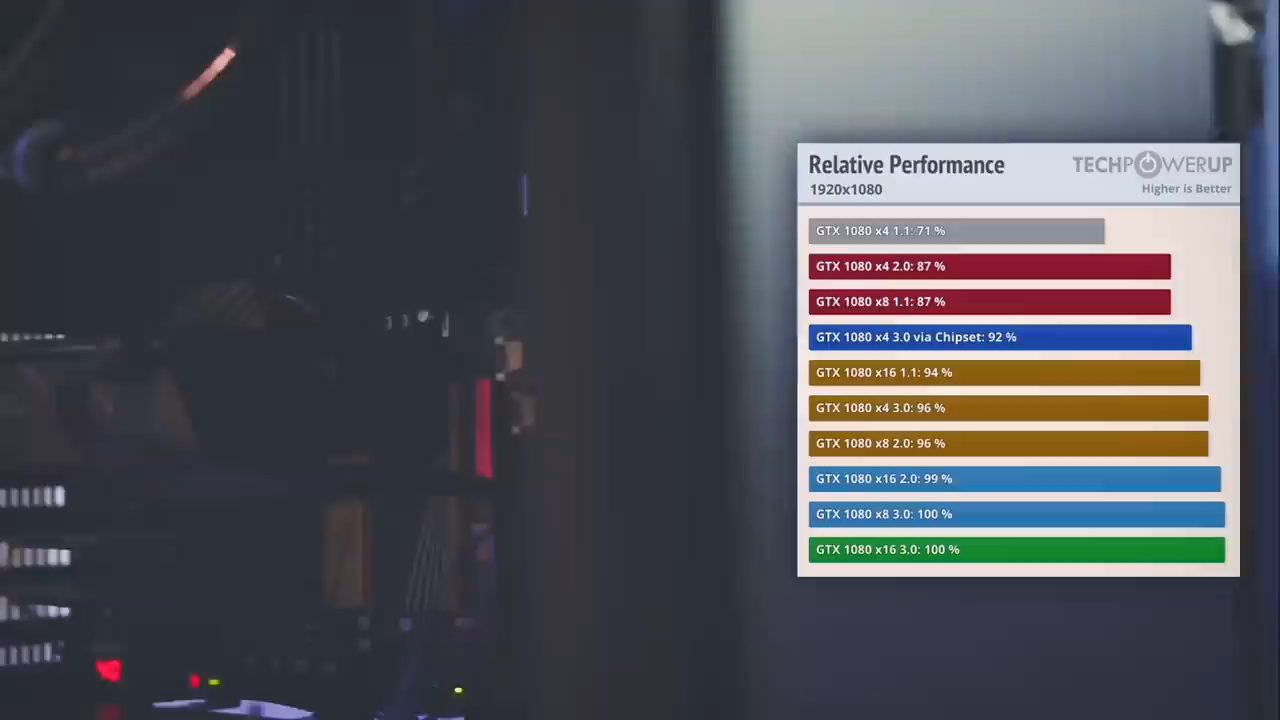 Relative Performance
TECHPOWERUP
1920x1080
Higher is Better
GTX 1080 x4 1.1: 71 %
GTX 1080 x4 2.0: 87 %
GTX 1080 x8 1.1: 87 %
GTX 1080 x4 3.0 via Chipset: 92 %
GTX 1080 x16 1.1: 94 %
GTX 1080 x4 3.0: 96 %
GTX 1080 x8 2.0: 96 %
GTX 1080 x16 2.0: 99 %
GTX 1080 x8 3.0: 100 %
GTX 1080 x16 3.0: 100 %